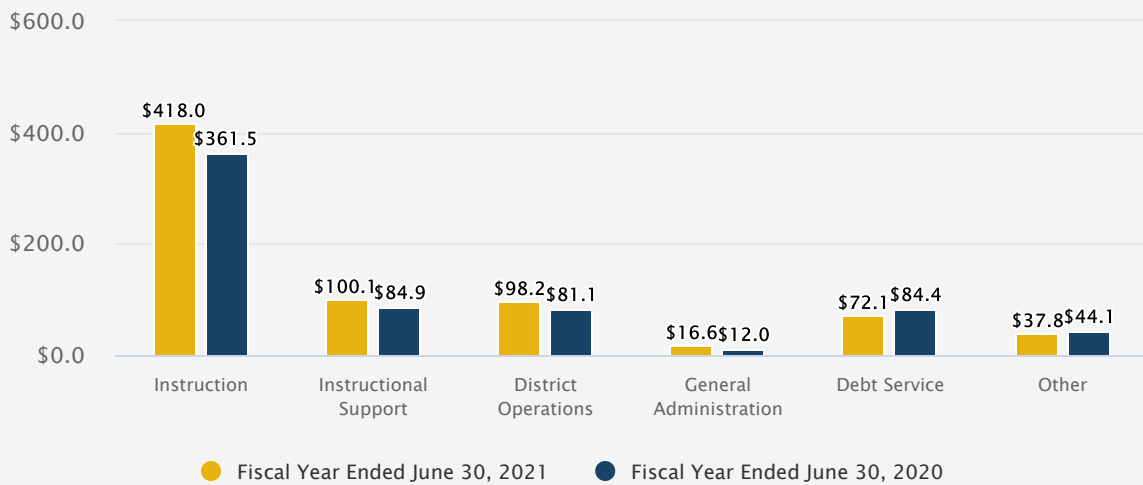 $600.0
$400.0
$200.0
$0.0
$418.0
$361.5
$100.1
$84.9
$98.2
$81.1
$16.6
$12.0
$72.1
$84.4
$37.8
$44.1
Instruction
Instructional
Support
District
Operations
General
Administration
Debt Service
Other
Fiscal Year Ended June 30, 2021
Fiscal Year Ended June 30, 2020